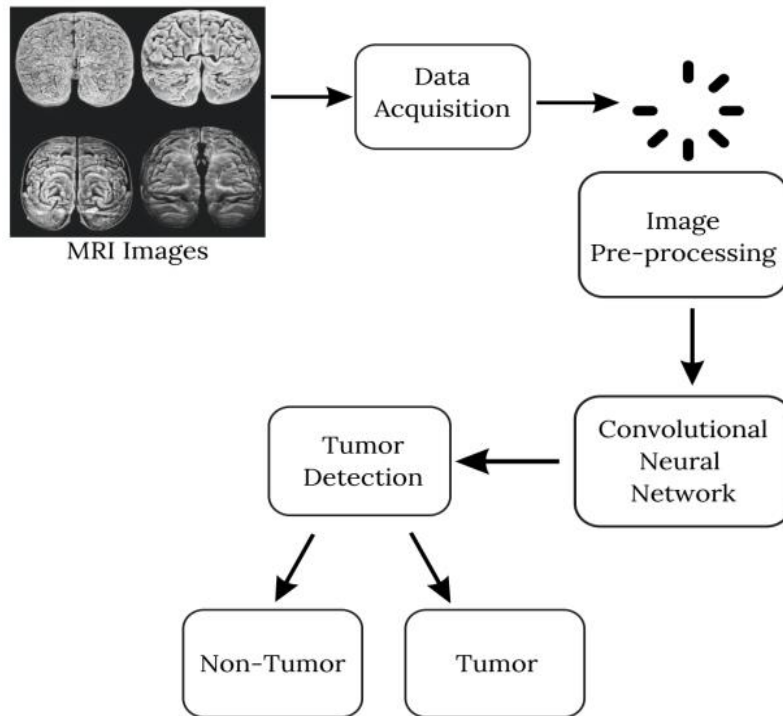 MRI Images
Data
Acquisition
Image
Pre-processing
Convolutional
Neural
Network
Tumor
Detection
Non-Tumor
Tumor